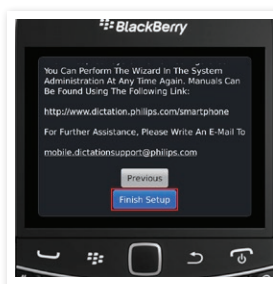 BlackBerry
You Can Perform The Wizard In The System
Administration At Any Time Again. Manuals Can
Be Found Using The Following Link:
http://www.dictation.philips.com/smartphone
For Further Assistance, Please Write An E-Mail To
mobile.dictationsupport@philips.com
Previous
Finish Setup